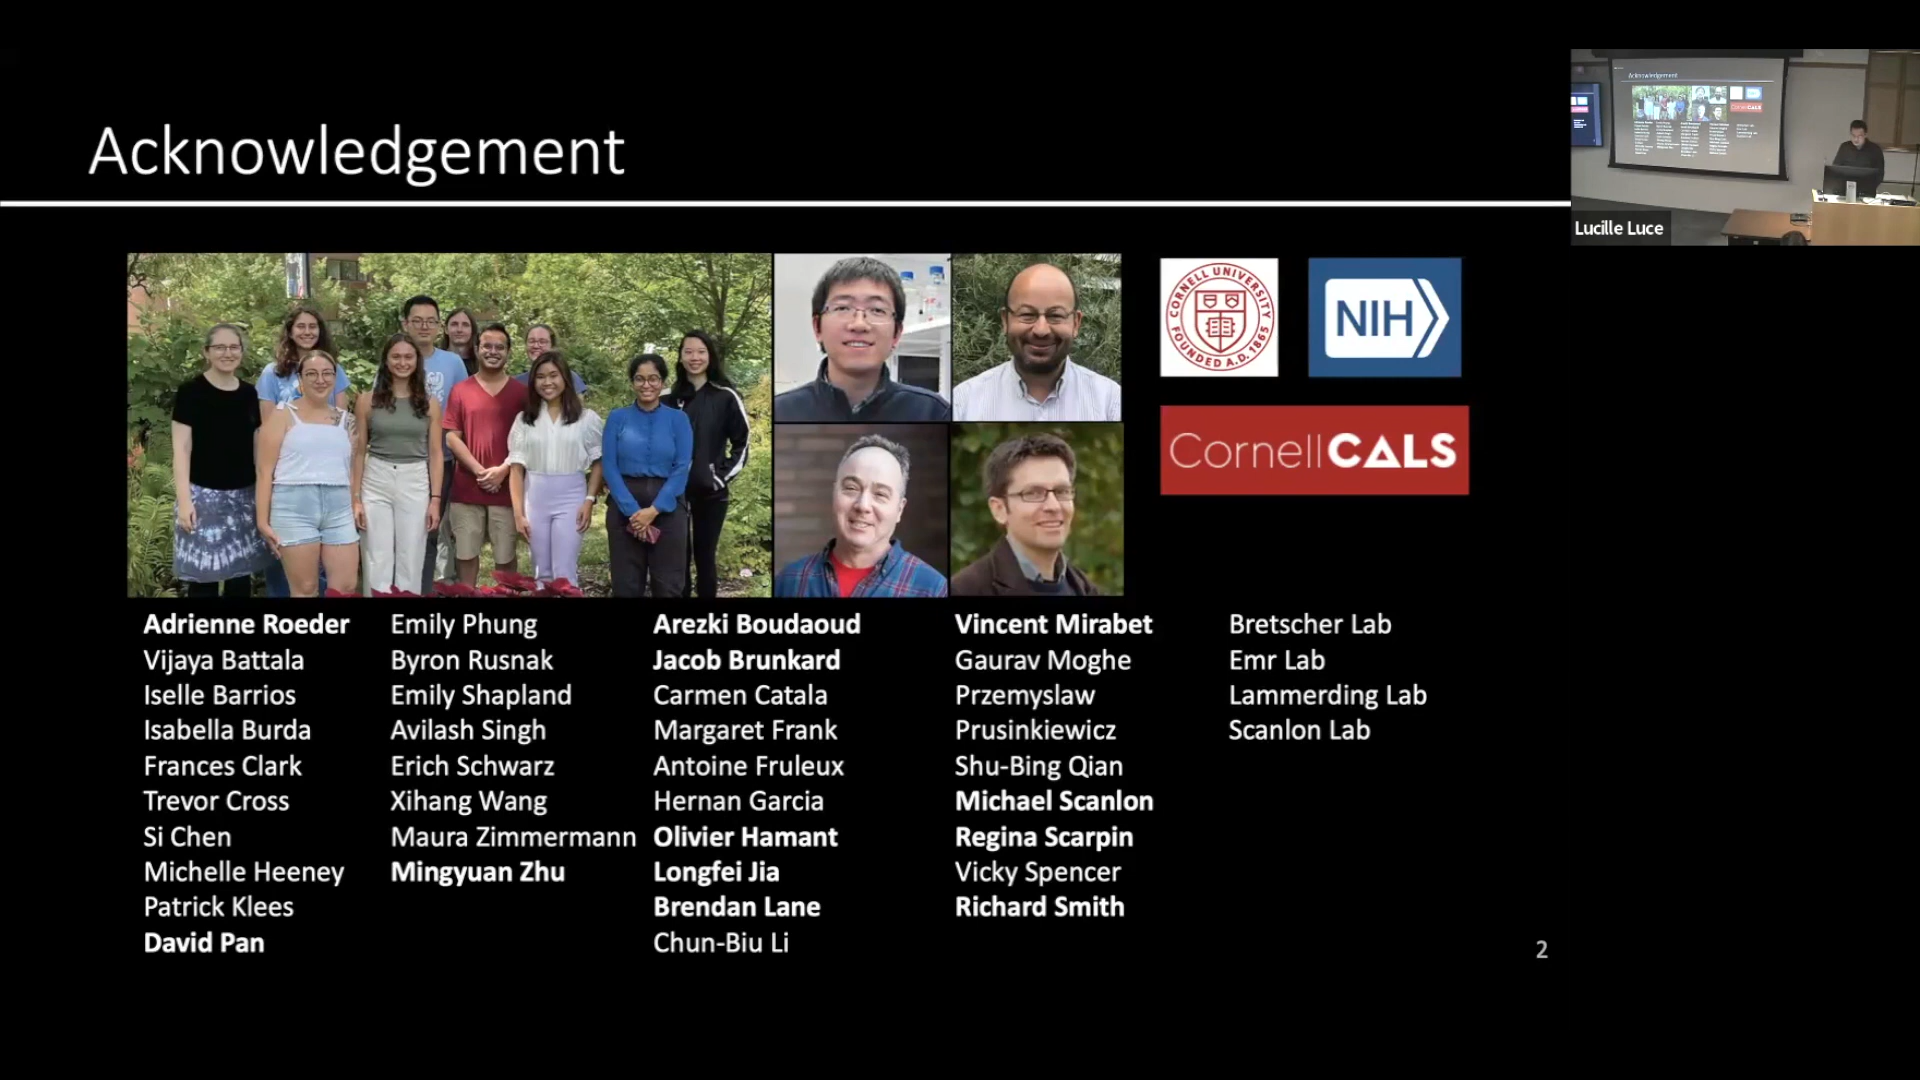 Acknowledgement
Lucille Luce
CORNELL UNIVERSITY
FOUNDED A.D. 1865
NIH
CornellCALS
Adrienne Roeder
Vijaya Battala
Iselle Barrios
Isabella Burda
Frances Clark
Trevor Cross
Si Chen
Michelle Heeney
Patrick Klees
David Pan
Emily Phung
Byron Rusnak
Emily Shapland
Avilash Singh
Erich Schwarz
Xihang Wang
Maura Zimmermann
Mingyuan Zhu
Arezki Boudaoud
Jacob Brunkard
Carmen Catala
Margaret Frank
Antoine Fruleux
Hernan Garcia
Olivier Hamant
Longfei Jia
Brendan Lane
Chun-Biu Li
Vincent Mirabet
Gaurav Moghe
Przemyslaw
Prusinkiewicz
Shu-Bing Qian
Michael Scanlon
Regina Scarpin
Vicky Spencer
Richard Smith
Bretscher Lab
Emr Lab
Lammerding Lab
Scanlon Lab
2